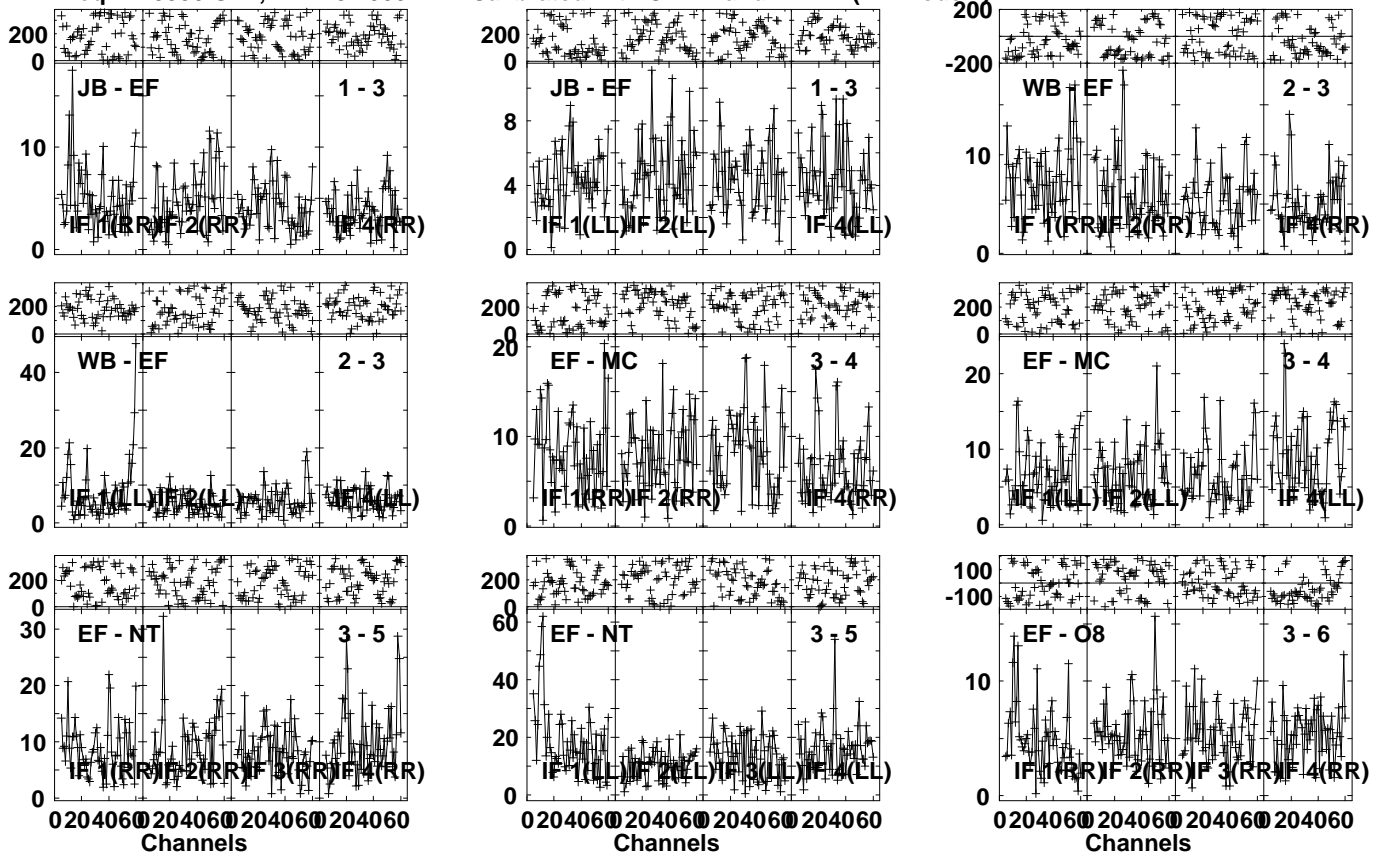 200
0
200
0
200
-200
JB - EF 1 - 3
10
0
IF 1(RR) IF 2(RR) IF 4(RR)
JB - EF 1 - 3
8
4
0
IF 1(LL) IF 2(LL) IF 4(LL)
WB - EF 2 - 3
10
0
IF 1(RR) IF 2(RR) IF 4(RR)
200
0
200
0
200
0
WB - EF 2 - 3
40
20
0
IF 1(LL) IF 2(LL) IF 4(LL)
EF - MC 3 - 4
20
10
0
IF 1(RR) IF 2(RR) IF 4(RR)
EF - MC 3 - 4
20
10
0
IF 1(LL) IF 2(LL) IF 4(LL)
200
0
200
0
100
-100
EF - NT 3 - 5
30
20
10
0
IF 1(RR) IF 2(RR) IF 3(RR) IF 4(RR)
EF - NT 3 - 5
60
40
20
0
IF 1(LL) IF 2(LL) IF 3(LL) IF 4(LL)
EF - O8 3 - 6
10
0
IF 1(RR) IF 2(RR) IF 3(RR) IF 4(RR)
0 20 40 60 0 20 40 60 0 20 40 60 0 20 40 60
Channels
0 20 40 60 0 20 40 60 0 20 40 60 0 20 40 60
Channels
0 20 40 60 0 20 40 60 0 20 40 60 0 20 40 60
Channels